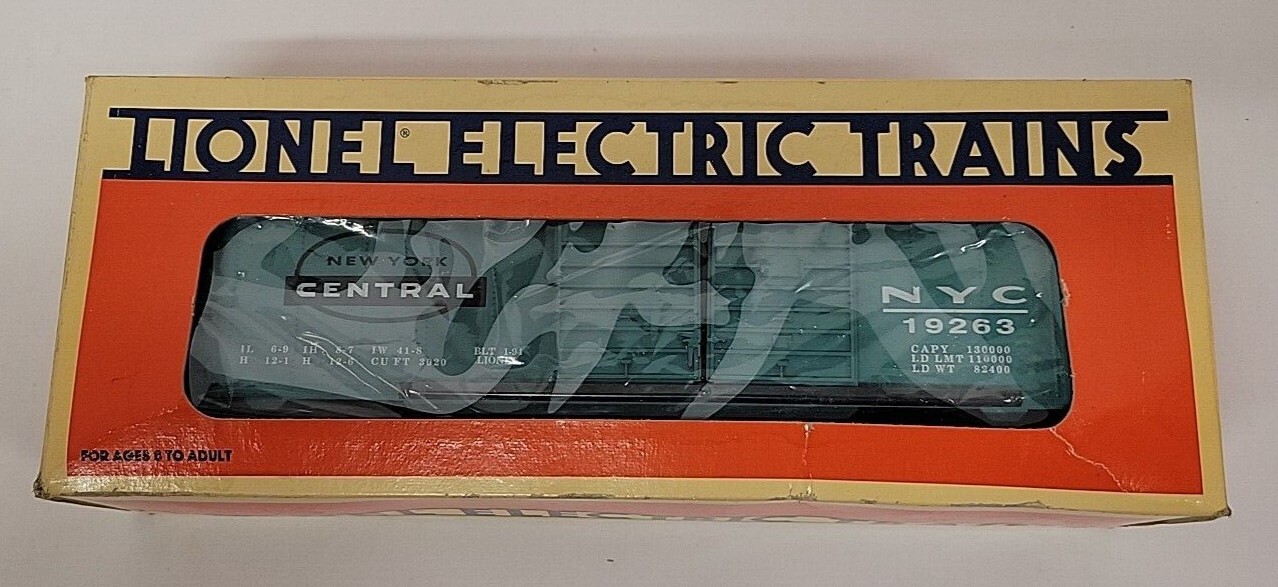 LIONEL® ELECTRIC TRAINS
NEW YORK
CENTRAL
IL 6-9 IH 8-7 IW 41-8
H 12-1 H 12-6 CU FT 3020
BLT 1-91
LIONEL
NYC
19263
CAPY 130000
LD LMT 110000
LD WT 82400
FOR AGES 8 TO ADULT